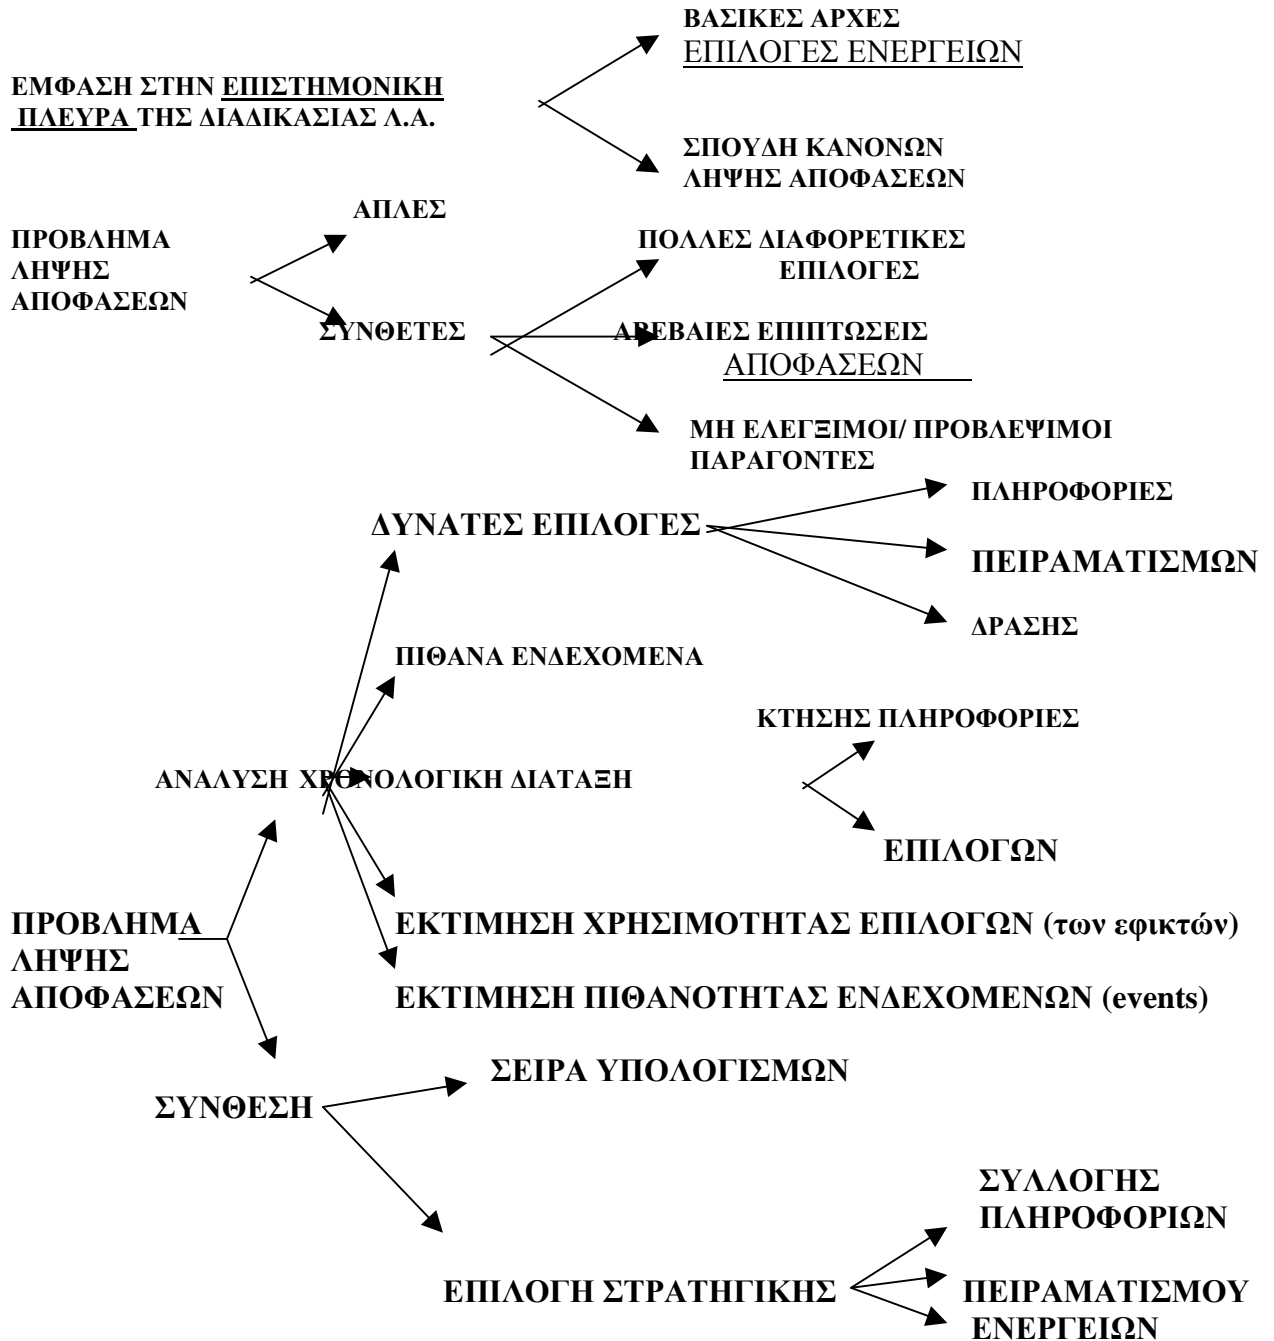 ΒΑΣΙΚΕΣ ΑΡΧΕΣ
ΕΠΙΛΟΓΕΣ ΕΝΕΡΓΕΙΩΝ
ΕΜΦΑΣΗ ΣΤΗΝ ΕΠΙΣΤΗΜΟΝΙΚΗ
ΠΛΕΥΡΑ ΤΗΣ ΔΙΑΔΙΚΑΣΙΑΣ Λ.Α.
ΣΠΟΥΔΗ ΚΑΝΟΝΩΝ
ΛΗΨΗΣ ΑΠΟΦΑΣΕΩΝ
ΑΠΛΕΣ
ΠΡΟΒΛΗΜΑ
ΛΗΨΗΣ
ΑΠΟΦΑΣΕΩΝ
ΠΟΛΛΕΣ ΔΙΑΦΟΡΕΤΙΚΕΣ
ΕΠΙΛΟΓΕΣ
ΣΥΝΘΕΤΕΣ
ΑΒΕΒΑΙΕΣ ΕΠΙΠΤΩΣΕΙΣ
ΑΠΟΦΑΣΕΩΝ
ΜΗ ΕΛΕΓΞΙΜΟΙ/ ΠΡΟΒΛΕΨΙΜΟΙ
ΠΑΡΑΓΟΝΤΕΣ
ΠΛΗΡΟΦΟΡΙΕΣ
ΔΥΝΑΤΕΣ ΕΠΙΛΟΓΕΣ
ΠΕΙΡΑΜΑΤΙΣΜΩΝ
ΔΡΑΣΗΣ
ΠΙΘΑΝΑ ΕΝΔΕΧΟΜΕΝΑ
ΚΤΗΣΗΣ ΠΛΗΡΟΦΟΡΙΕΣ
ΑΝΑΛΥΣΗ ΧΡΟΝΟΛΟΓΙΚΗ ΔΙΑΤΑΞΗ
ΕΠΙΛΟΓΩΝ
ΠΡΟΒΛΗΜΑ
ΛΗΨΗΣ
ΑΠΟΦΑΣΕΩΝ
ΕΚΤΙΜΗΣΗ ΧΡΗΣΙΜΟΤΗΤΑΣ ΕΠΙΛΟΓΩΝ (των εφικτών)
ΕΚΤΙΜΗΣΗ ΠΙΘΑΝΟΤΗΤΑΣ ΕΝΔΕΧΟΜΕΝΩΝ (events)
ΣΕΙΡΑ ΥΠΟΛΟΓΙΣΜΩΝ
ΣΥΝΘΕΣΗ
ΣΥΛΛΟΓΗΣ
ΠΛΗΡΟΦΟΡΙΩΝ
ΕΠΙΛΟΓΗ ΣΤΡΑΤΗΓΙΚΗΣ
ΠΕΙΡΑΜΑΤΙΣΜΟΥ
ΕΝΕΡΓΕΙΩΝ